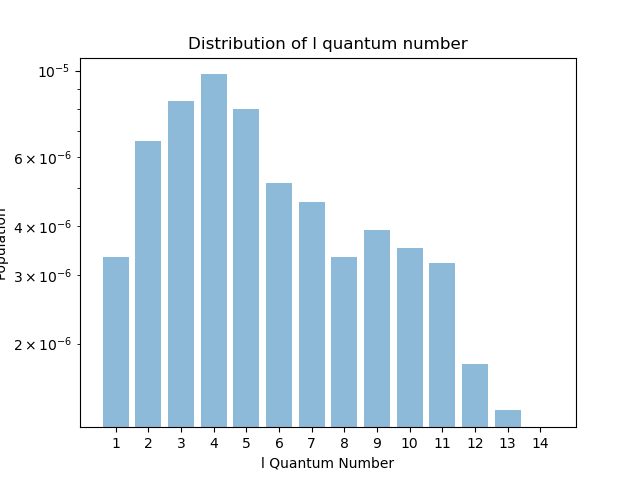 Distribution of l quantum number
10⁻⁵
6 × 10⁻⁶
4 × 10⁻⁶
3 × 10⁻⁶
2 × 10⁻⁶
Population
1 2 3 4 5 6 7 8 9 10 11 12 13 14
l Quantum Number